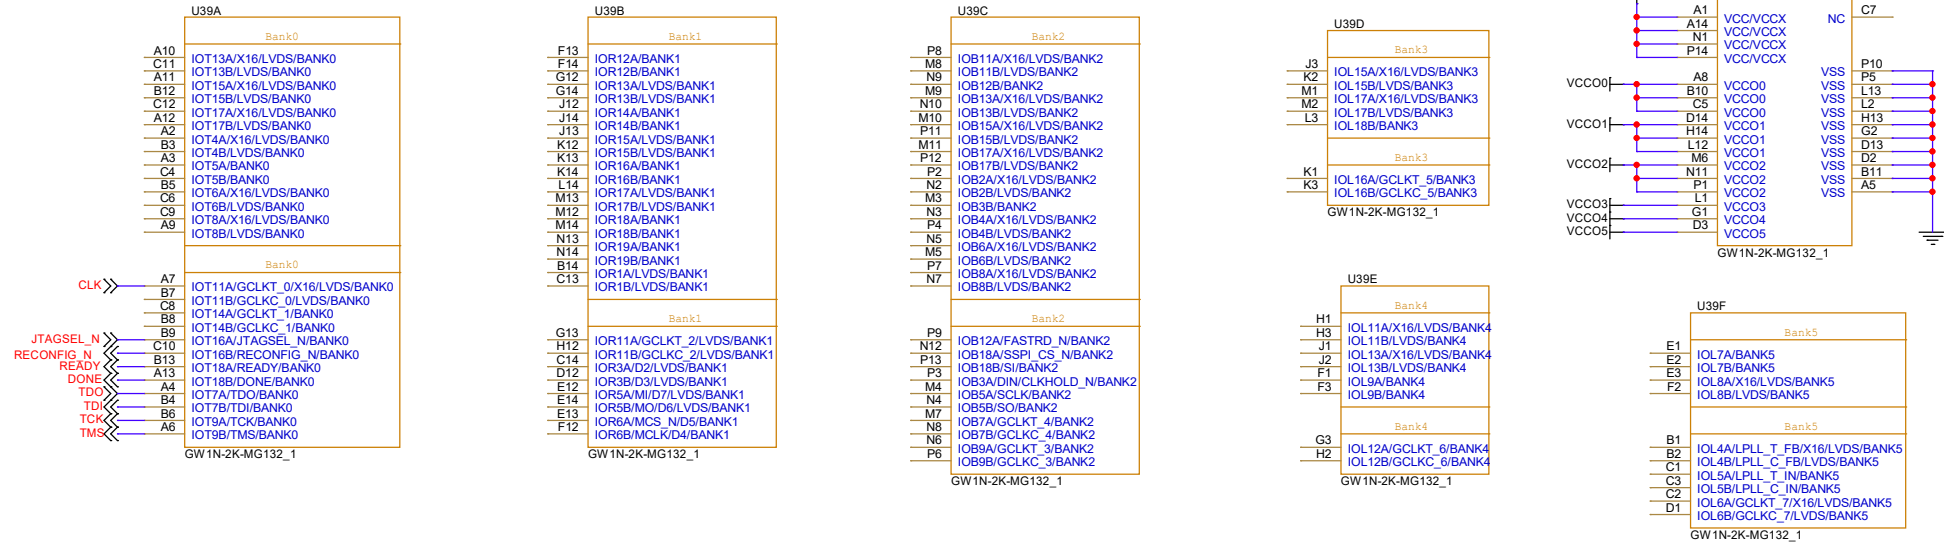 U39A
Bank0
A10 IOT13A/X16/LVDS/BANK0
C11 IOT13B/LVDS/BANK0
A11 IOT15A/X16/LVDS/BANK0
B12 IOT15B/LVDS/BANK0
C12 IOT17A/X16/LVDS/BANK0
A12 IOT17B/LVDS/BANK0
A2 IOT4A/X16/LVDS/BANK0
B3 IOT4B/LVDS/BANK0
A3 IOT5A/BANK0
C4 IOT5B/BANK0
B5 IOT6A/X16/LVDS/BANK0
C6 IOT6B/LVDS/BANK0
C9 IOT8A/X16/LVDS/BANK0
A9 IOT8B/LVDS/BANK0
Bank0
CLK A7 IOT11A/GCLKT_0/X16/LVDS/BANK0
B7 IOT11B/GCLKC_0/LVDS/BANK0
C8 IOT14A/GCLKT_1/BANK0
B8 IOT14B/GCLKC_1/BANK0
JTAGSEL_N B9 IOT16A/JTAGSEL_N/BANK0
RECONFIG_N C10 IOT16B/RECONFIG_N/BANK0
READY B13 IOT18A/READY/BANK0
DONE A13 IOT18B/DONE/BANK0
TDO A4 IOT7A/TDO/BANK0
TDI B4 IOT7B/TDI/BANK0
TCK B6 IOT9A/TCK/BANK0
TMS A6 IOT9B/TMS/BANK0
GW1N-2K-MG132_1
U39B
Bank1
F13 IOR12A/BANK1
F14 IOR12B/BANK1
G12 IOR13A/LVDS/BANK1
G14 IOR13B/LVDS/BANK1
J12 IOR14A/BANK1
J14 IOR14B/BANK1
J13 IOR15A/LVDS/BANK1
K12 IOR15B/LVDS/BANK1
K13 IOR16A/BANK1
K14 IOR16B/BANK1
L14 IOR17A/LVDS/BANK1
M13 IOR17B/LVDS/BANK1
M12 IOR18A/BANK1
M14 IOR18B/BANK1
N13 IOR19A/BANK1
N14 IOR19B/BANK1
B14 IOR1A/LVDS/BANK1
C13 IOR1B/LVDS/BANK1
Bank1
G13 IOR11A/GCLKT_2/LVDS/BANK1
H12 IOR11B/GCLKC_2/LVDS/BANK1
C14 IOR3A/D2/LVDS/BANK1
D12 IOR3B/D3/LVDS/BANK1
E12 IOR5A/MI/D7/LVDS/BANK1
E14 IOR5B/MO/D6/LVDS/BANK1
E13 IOR6A/MCS_N/D5/BANK1
F12 IOR6B/MCLK/D4/BANK1
GW1N-2K-MG132_1
U39C
Bank2
P8 IOB11A/X16/LVDS/BANK2
M8 IOB11B/LVDS/BANK2
N9 IOB12B/BANK2
M9 IOB13A/X16/LVDS/BANK2
N10 IOB13B/LVDS/BANK2
M10 IOB15A/X16/LVDS/BANK2
P11 IOB15B/LVDS/BANK2
M11 IOB17A/X16/LVDS/BANK2
P12 IOB17B/LVDS/BANK2
P2 IOB2A/X16/LVDS/BANK2
N2 IOB2B/LVDS/BANK2
M3 IOB3B/BANK2
N3 IOB4A/X16/LVDS/BANK2
P4 IOB4B/LVDS/BANK2
N5 IOB6A/X16/LVDS/BANK2
M5 IOB6B/LVDS/BANK2
P7 IOB8A/X16/LVDS/BANK2
N7 IOB8B/LVDS/BANK2
Bank2
P9 IOB12A/FASTRD_N/BANK2
N12 IOB18A/SSPI_CS_N/BANK2
P13 IOB18B/SI/BANK2
P3 IOB3A/DIN/CLKHOLD_N/BANK2
M4 IOB5A/SCLK/BANK2
N4 IOB5B/SO/BANK2
M7 IOB7A/GCLKT_4/BANK2
N8 IOB7B/GCLKC_4/BANK2
N6 IOB9A/GCLKT_3/BANK2
P6 IOB9B/GCLKC_3/BANK2
GW1N-2K-MG132_1
U39D
Bank3
J3 IOL15A/X16/LVDS/BANK3
K2 IOL15B/LVDS/BANK3
M1 IOL17A/X16/LVDS/BANK3
M2 IOL17B/LVDS/BANK3
L3 IOL18B/BANK3
Bank3
K1 IOL16A/GCLKT_5/BANK3
K3 IOL16B/GCLKC_5/BANK3
GW1N-2K-MG132_1
U39E
Bank4
H1 IOL11A/X16/LVDS/BANK4
H3 IOL11B/LVDS/BANK4
J1 IOL13A/X16/LVDS/BANK4
J2 IOL13B/LVDS/BANK4
F1 IOL9A/BANK4
F3 IOL9B/BANK4
Bank4
G3 IOL12A/GCLKT_6/BANK4
H2 IOL12B/GCLKC_6/BANK4
GW1N-2K-MG132_1
A1 VCC/VCCX NC C7
A14 VCC/VCCX
N1 VCC/VCCX
P14 VCC/VCCX
VSS P10
VCCO0 A8 VCCO0 VSS P5
B10 VCCO0 VSS L13
C5 VCCO0 VSS L2
VCCO1 D14 VCCO1 VSS H13
H14 VCCO1 VSS G2
L12 VCCO1 VSS D13
VCCO2 M6 VCCO2 VSS D2
N11 VCCO2 VSS B11
P1 VCCO2 VSS A5
VCCO3 L1 VCCO3
VCCO4 G1 VCCO4
VCCO5 D3 VCCO5
GW1N-2K-MG132_1
U39F
Bank5
E1 IOL7A/BANK5
E2 IOL7B/BANK5
E3 IOL8A/X16/LVDS/BANK5
F2 IOL8B/LVDS/BANK5
Bank5
B1 IOL4A/LPLL_T_FB/X16/LVDS/BANK5
B2 IOL4B/LPLL_C_FB/LVDS/BANK5
C1 IOL5A/LPLL_T_IN/BANK5
C3 IOL5B/LPLL_C_IN/BANK5
C2 IOL6A/GCLKT_7/X16/LVDS/BANK5
D1 IOL6B/GCLKC_7/LVDS/BANK5
GW1N-2K-MG132_1